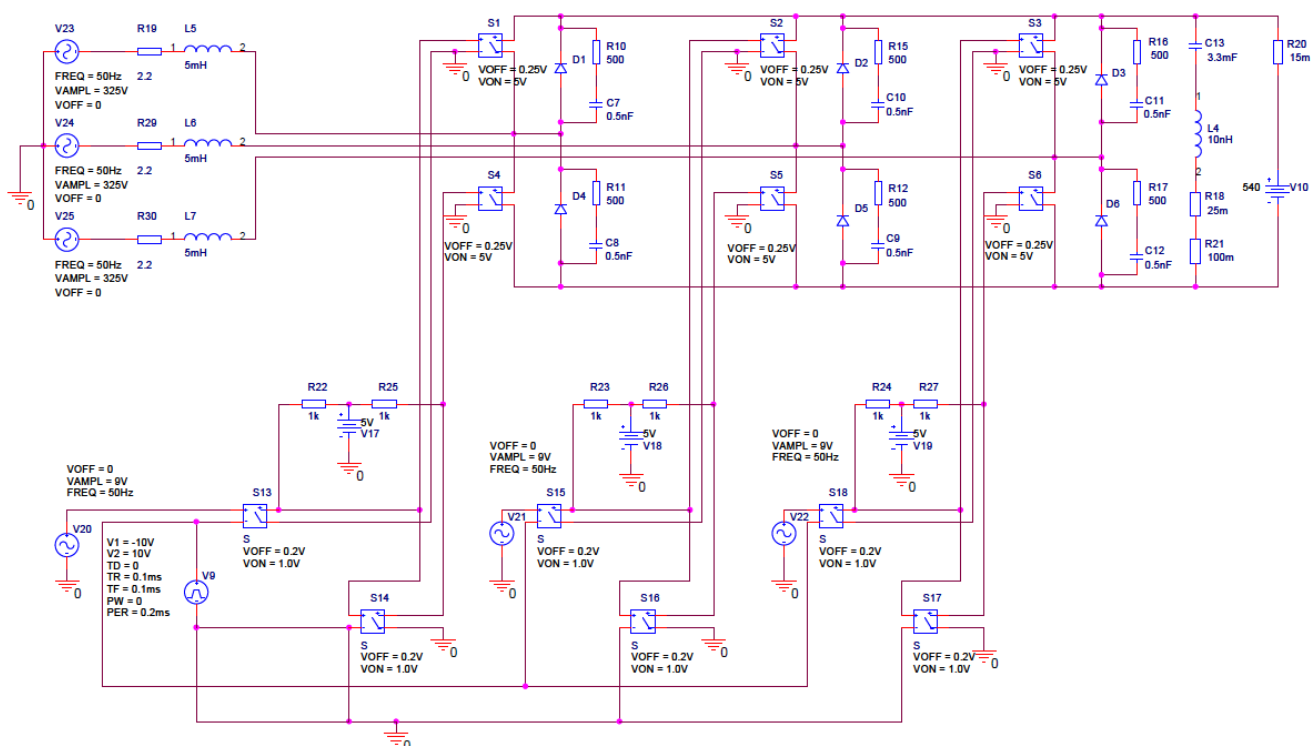 V23
R19
L5
1
2
5mH
FREQ = 50Hz
VAMPL = 325V
VOFF = 0
2.2
V24
R29
L6
1
2
5mH
FREQ = 50Hz
VAMPL = 325V
VOFF = 0
2.2
0
V25
R30
L7
1
2
5mH
FREQ = 50Hz
VAMPL = 325V
VOFF = 0
2.2
S1
0
VOFF = 0.25V
VON = 5V
D1
R10
500
C7
0.5nF
S4
0
VOFF = 0.25V
VON = 5V
D4
R11
500
C8
0.5nF
S2
0
VOFF = 0.25V
VON = 5V
D2
R15
500
C10
0.5nF
S5
0
VOFF = 0.25V
VON = 5V
D5
R12
500
C9
0.5nF
S3
0
VOFF = 0.25V
VON = 5V
D3
R16
500
C11
0.5nF
S6
0
VOFF = 0.25V
VON = 5V
D6
R17
500
C12
0.5nF
C13
3.3mF
1
L4
10nH
2
R18
25m
R21
100m
R20
15m
540
V10
R22
1k
R25
1k
5V
V17
0
R23
1k
R26
1k
5V
V18
0
R24
1k
R27
1k
5V
V19
0
VOFF = 0
VAMPL = 9V
FREQ = 50Hz
V20
0
S13
S
VOFF = 0.2V
VON = 1.0V
V1 = -10V
V2 = 10V
TD = 0
TR = 0.1ms
TF = 0.1ms
PW = 0
PER = 0.2ms
V9
S14
0
S
VOFF = 0.2V
VON = 1.0V
VOFF = 0
VAMPL = 9V
FREQ = 50Hz
V21
0
S15
S
VOFF = 0.2V
VON = 1.0V
S16
0
S
VOFF = 0.2V
VON = 1.0V
VOFF = 0
VAMPL = 9V
FREQ = 50Hz
V22
0
S18
S
VOFF = 0.2V
VON = 1.0V
S17
0
S
VOFF = 0.2V
VON = 1.0V
0